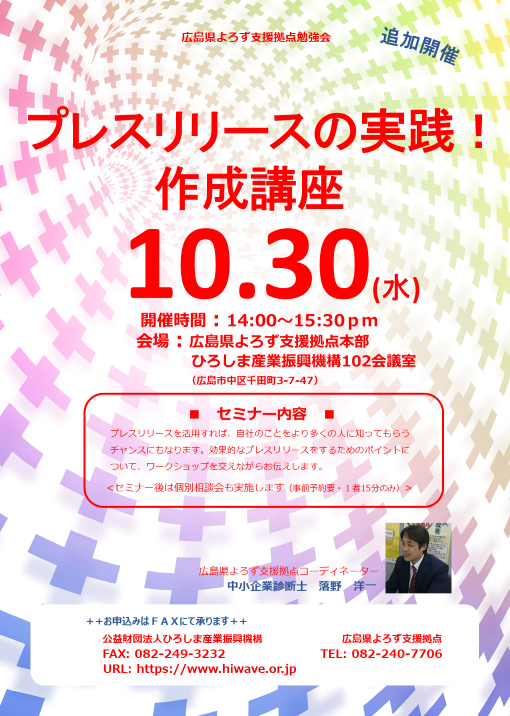 広島県よろず支援拠点勉強会
追加開催
プレスリリースの実践！
作成講座
10.30(水)
開催時間：14:00～15:30ｐｍ
会場：広島県よろず支援拠点本部
ひろしま産業振興機構102会議室
（広島市中区千田町3-7-47）
■ セミナー内容 ■
プレスリリースを活用すれば、自社のことをより多くの人に知ってもらう
チャンスにもなります。効果的なプレスリリースをするためのポイントに
ついて、ワークショップを交えながらお伝えします。
<セミナー後は個別相談会も実施します（事前予約要・１者15分のみ）>
広島県よろず支援拠点コーディネーター
中小企業診断士 落野 洋一
++お申込みはＦＡＸにて承ります++
公益財団法人ひろしま産業振興機構 広島県よろず支援拠点
FAX: 082-249-3232 TEL: 082-240-7706
URL: https://www.hiwave.or.jp